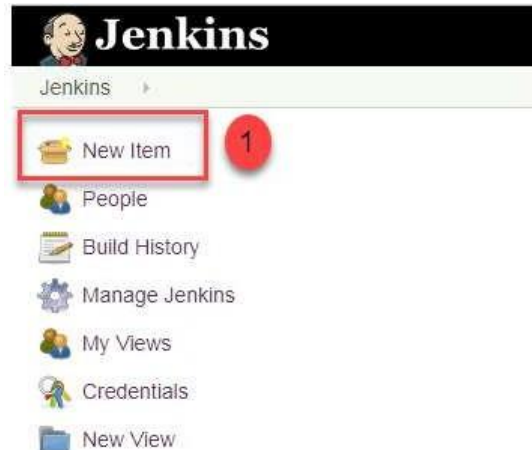 Jenkins
Jenkins
New Item
1
People
Build History
Manage Jenkins
My Views
Credentials
New View